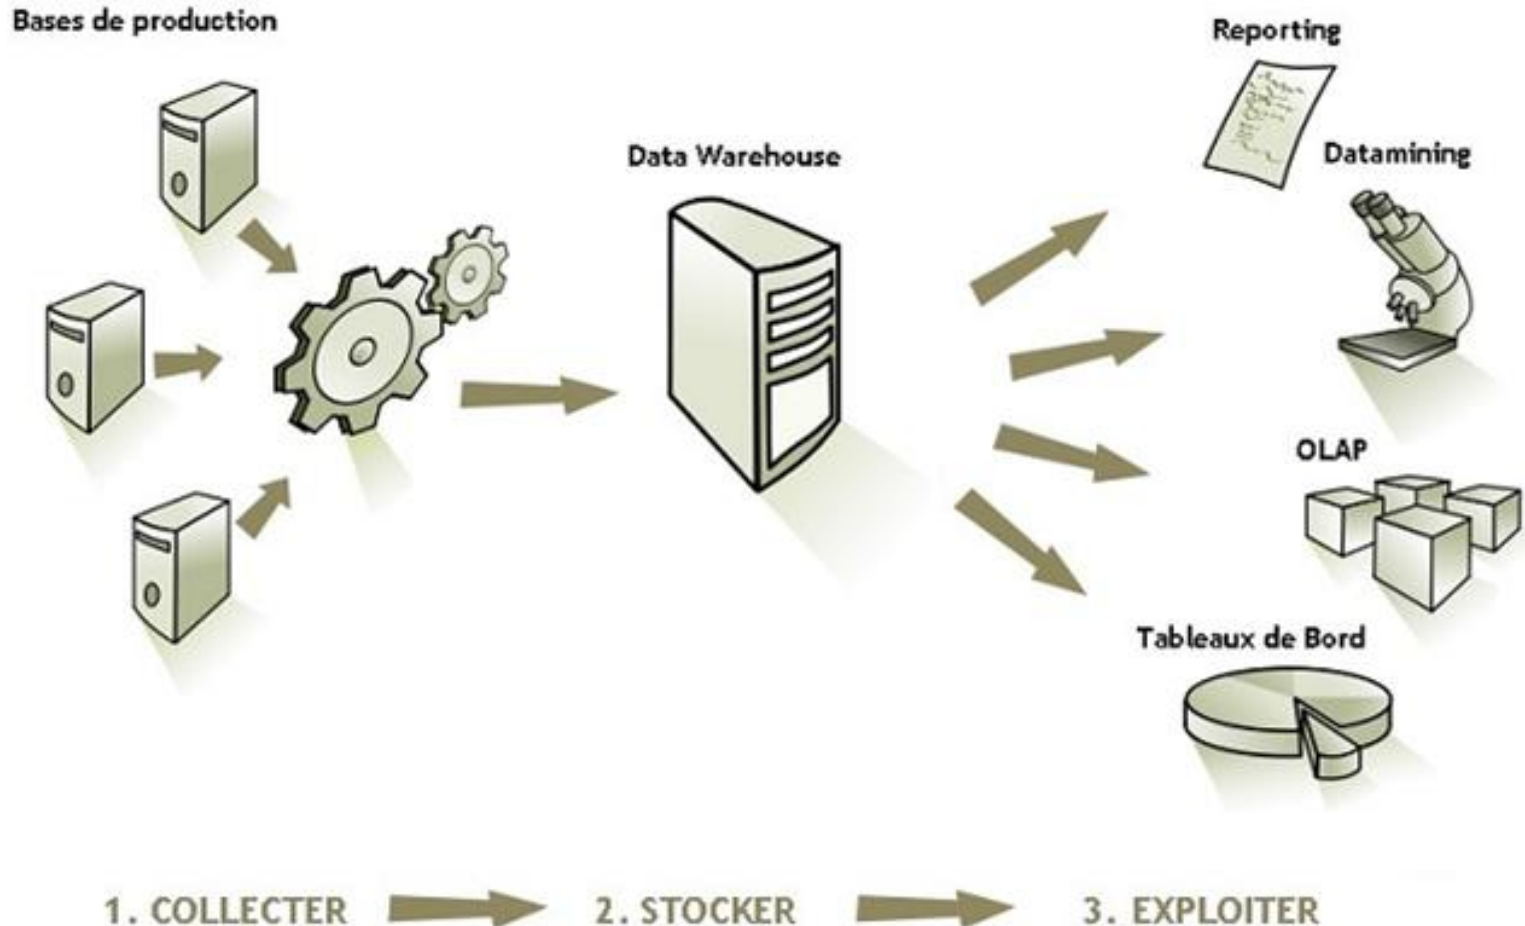 Bases de production
Reporting
Datamining
Data Warehouse
OLAP
Tableaux de Bord
1. COLLECTER
2. STOCKER
3. EXPLOITER